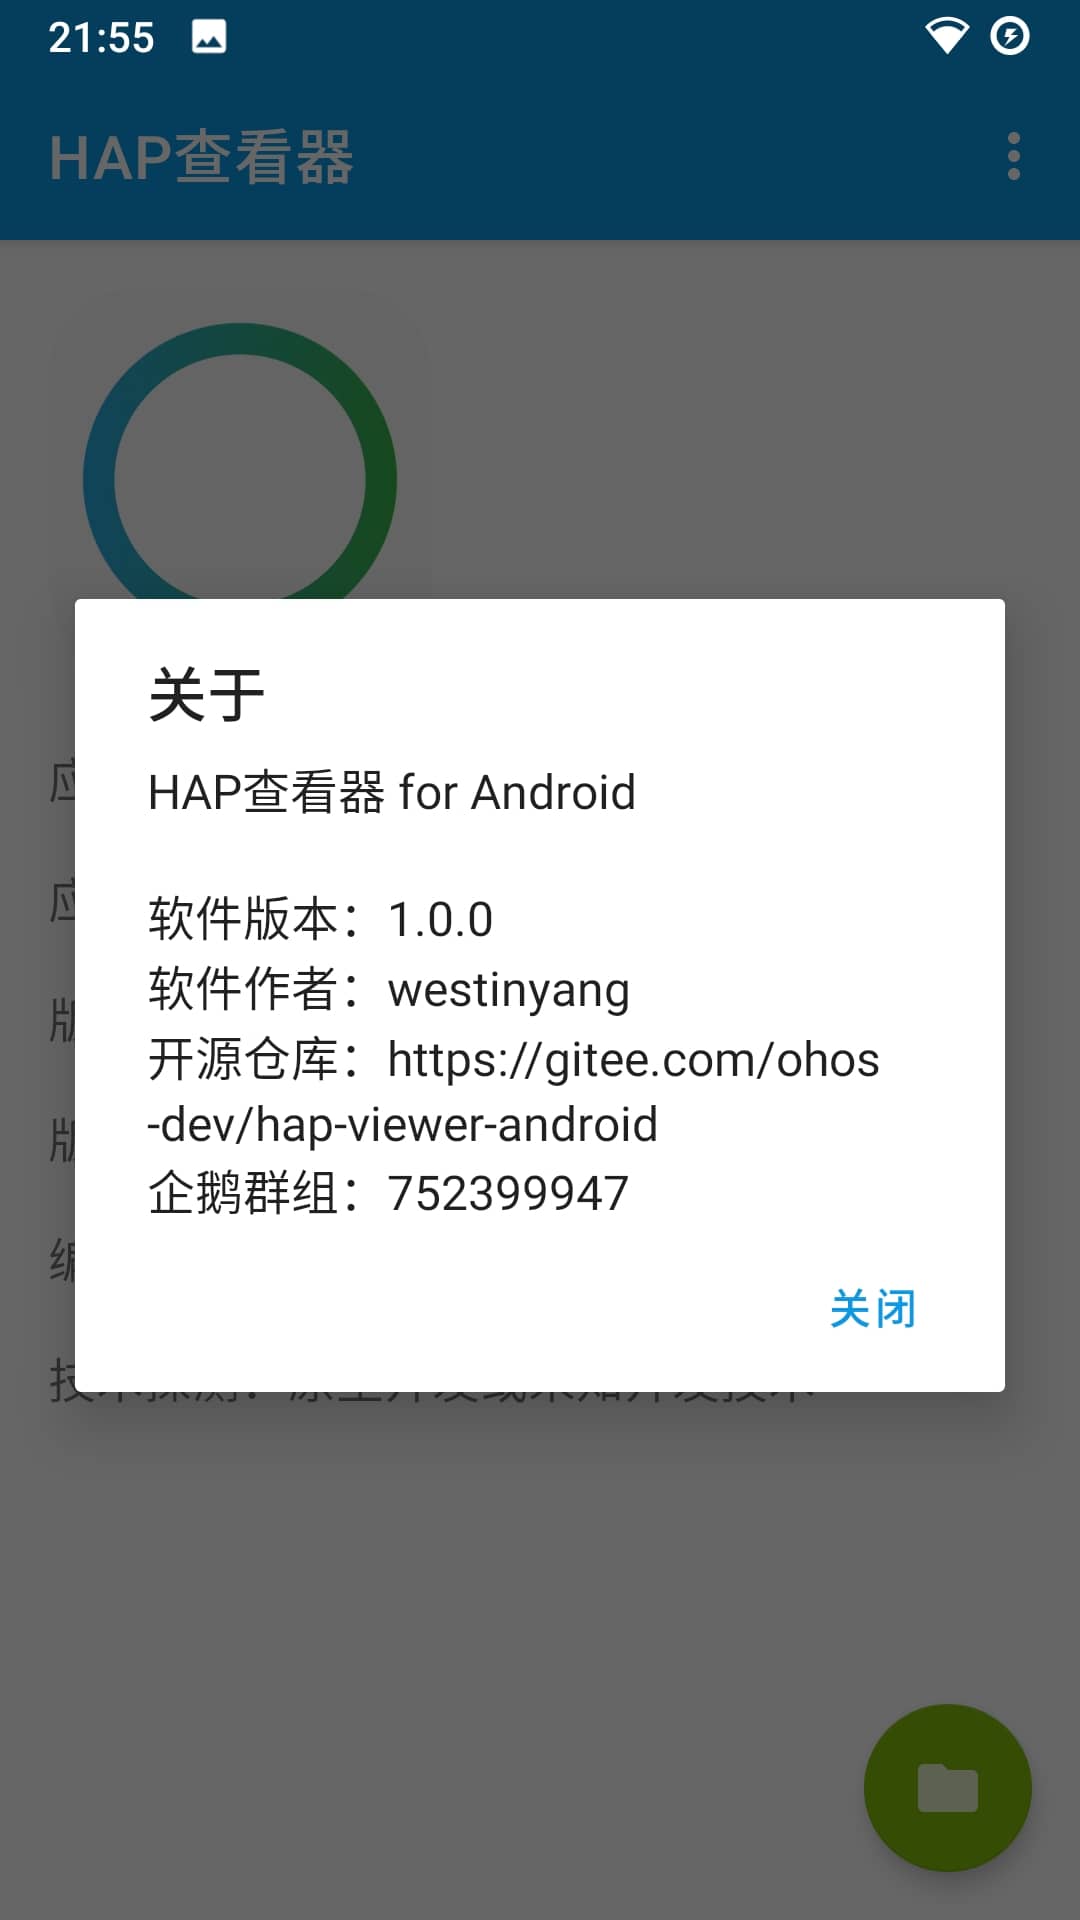 21:55
HAP查看器
关于
HAP查看器 for Android
软件版本：1.0.0
软件作者：westinyang
开源仓库：https://gitee.com/ohos
-dev/hap-viewer-android
企鹅群组：752399947
关闭